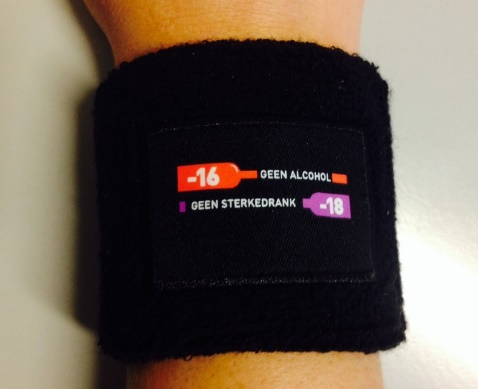 -16 GEEN ALCOHOL
GEEN STERKEDRANK -18